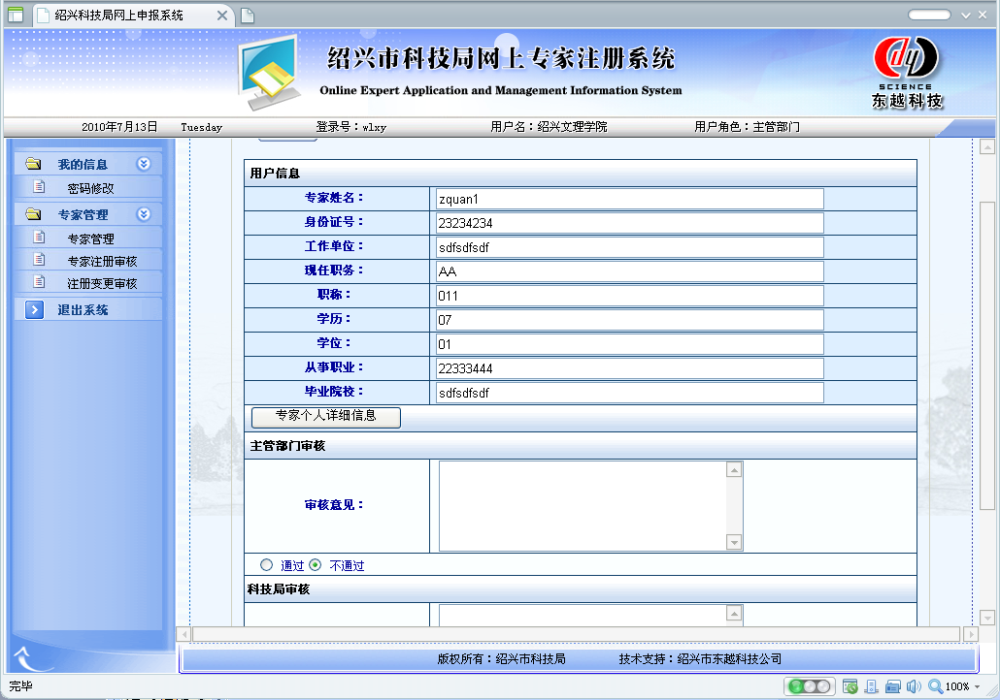 绍兴科技局网上申报系统
绍兴市科技局网上专家注册系统
Online Expert Application and Management Information System
SCIENCE
东越科技
2010年7月13日 Tuesday 登录号：wlxy 用户名：绍兴文理学院 用户角色：主管部门
我的信息
密码修改
专家管理
专家管理
专家注册审核
注册变更审核
退出系统
用户信息
专家姓名： zquan1
身份证号： 23234234
工作单位： sdfsdfsdf
现任职务： AA
职称： 011
学历： 07
学位： 01
从事职业： 22333444
毕业院校： sdfsdfsdf
专家个人详细信息
主管部门审核
审核意见：
通过 不通过
科技局审核
版权所有：绍兴市科技局 技术支持：绍兴市东越科技公司
完毕 100%